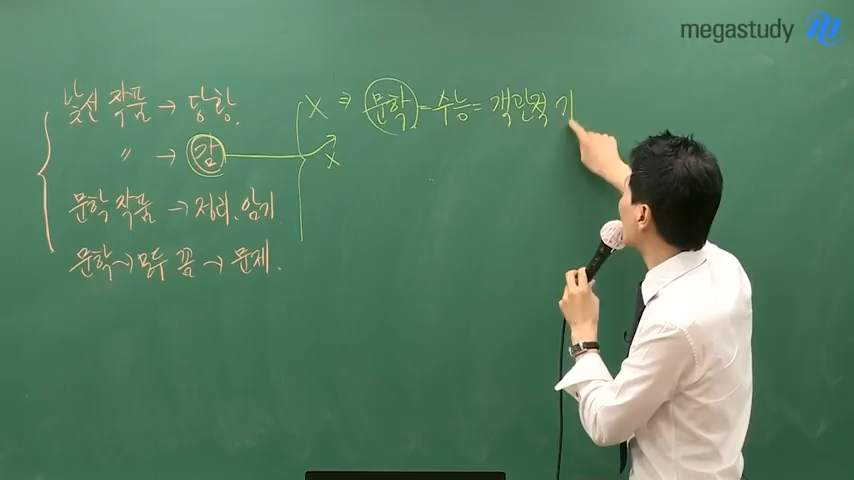 megastudy
낯선 작품 → 당황.
〃 → 감
문학 작품 → 정리. 암기
문학 → 모두 품 → 문제.
X ⇒ 문학 = 수능 = 객관적 기
X